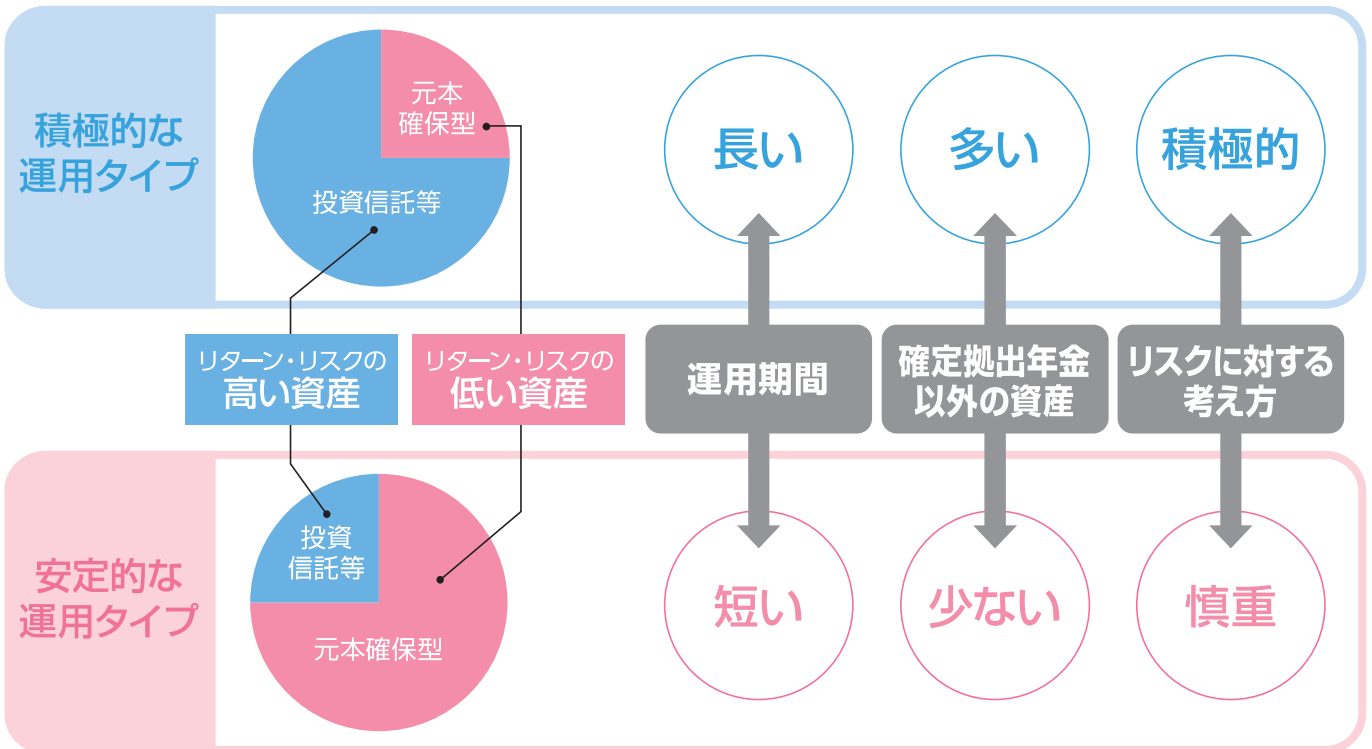 積極的な
運用タイプ
元本
確保型
投資信託等
長い
多い
積極的
リターン・リスクの
高い資産
リターン・リスクの
低い資産
運用期間
確定拠出年金
以外の資産
リスクに対する
考え方
安定的な
運用タイプ
投資
信託等
元本確保型
短い
少ない
慎重